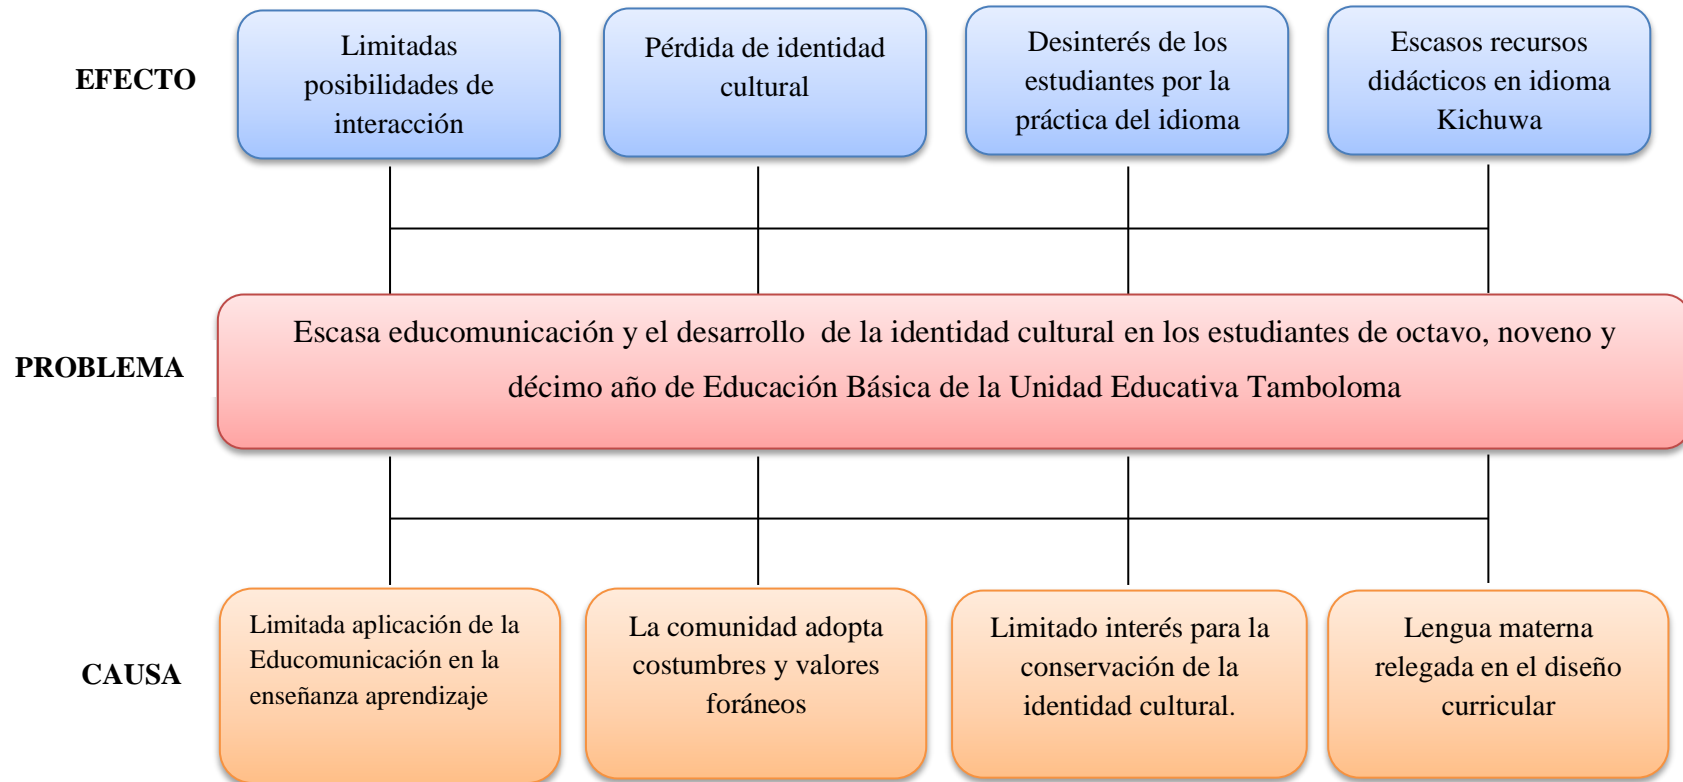 EFECTO
Limitadas
posibilidades de
interacción
Pérdida de identidad
cultural
Desinterés de los
estudiantes por la
práctica del idioma
Escasos recursos
didácticos en idioma
Kichuwa
PROBLEMA
Escasa educomunicación y el desarrollo  de la identidad cultural en los estudiantes de octavo, noveno y
décimo año de Educación Básica de la Unidad Educativa Tamboloma
CAUSA
Limitada aplicación de la
Educomunicación en la
enseñanza aprendizaje
La comunidad adopta
costumbres y valores
foráneos
Limitado interés para la
conservación de la
identidad cultural.
Lengua materna
relegada en el diseño
curricular